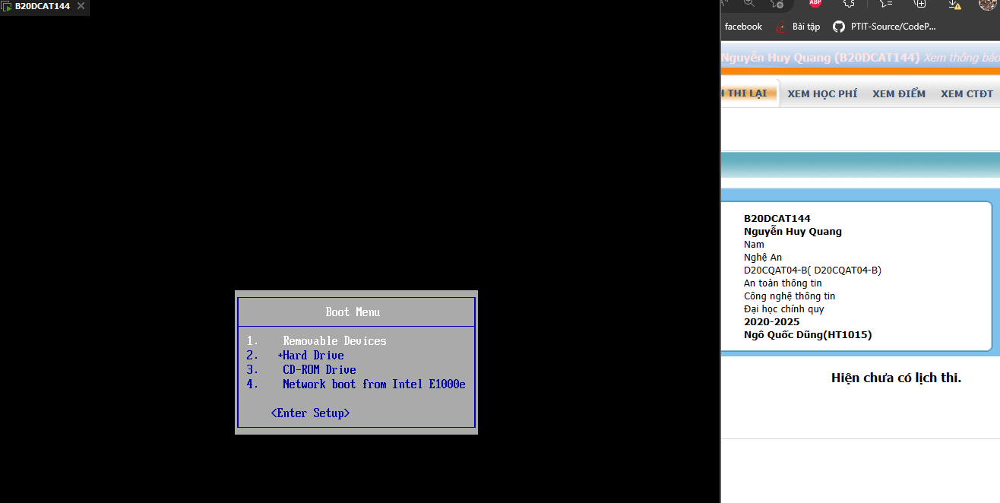 B20DCAT144
Boot Menu
1. Removable Devices
2. +Hard Drive
3. CD-ROM Drive
4. Network boot from Intel E1000e
<Enter Setup>
ABP
facebook
Bài tập
PTIT-Source/CodeP...
Nguyễn Huy Quang (B20DCAT144) Xem thông báo
THI LẠI
XEM HỌC PHÍ
XEM ĐIỂM
XEM CTĐT
B20DCAT144
Nguyễn Huy Quang
Nam
Nghệ An
D20CQAT04-B( D20CQAT04-B)
An toàn thông tin
Công nghệ thông tin
Đại học chính quy
2020-2025
Ngô Quốc Dũng(HT1015)
Hiện chưa có lịch thi.